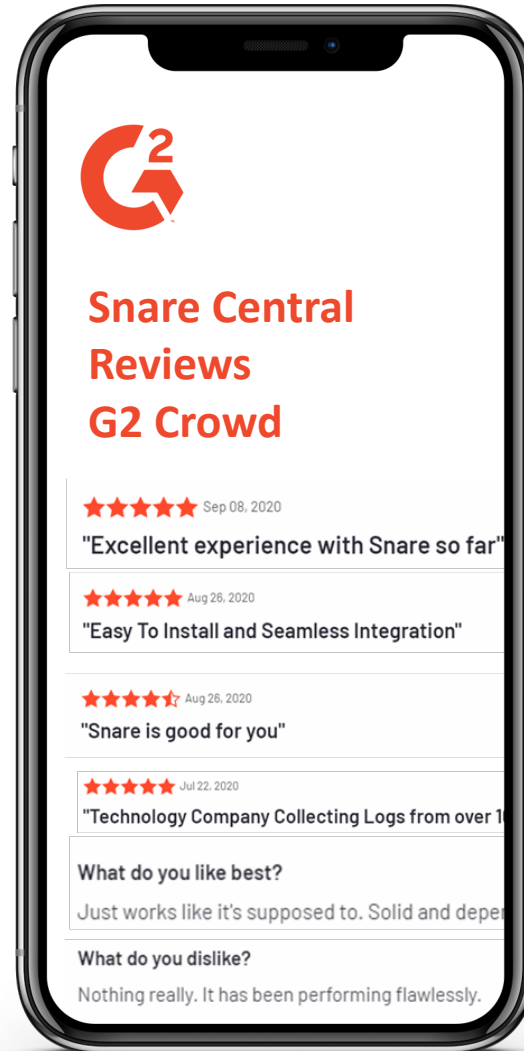 G2
Snare Central
Reviews
G2 Crowd
Sep 08, 2020
"Excellent experience with Snare so far"
Aug 26, 2020
"Easy To Install and Seamless Integration"
Aug 26, 2020
"Snare is good for you"
Jul 22, 2020
"Technology Company Collecting Logs from over
What do you like best?
Just works like it's supposed to. Solid and
What do you dislike?
Nothing really. It has been performing flawlessly.